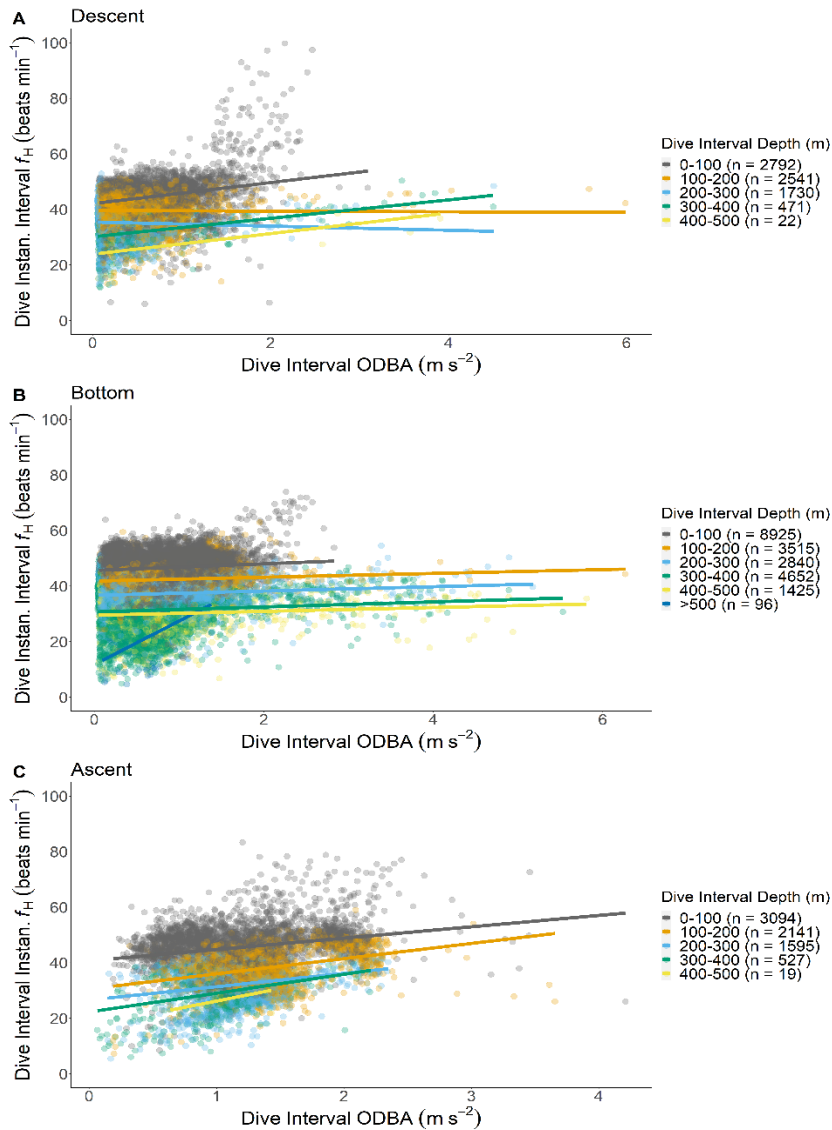 A Descent
100
80
60
40
20
0
0 2 4 6
Dive Instan. Interval fH (beats min−1)
Dive Interval ODBA (m s−2)
Dive Interval Depth (m)
0-100 (n = 2792)
100-200 (n = 2541)
200-300 (n = 1730)
300-400 (n = 471)
400-500 (n = 22)
B Bottom
100
80
60
40
20
0
0 2 4 6
Dive Instan. Interval fH (beats min−1)
Dive Interval ODBA (m s−2)
Dive Interval Depth (m)
0-100 (n = 8925)
100-200 (n = 3515)
200-300 (n = 2840)
300-400 (n = 4652)
400-500 (n = 1425)
>500 (n = 96)
C Ascent
100
80
60
40
20
0
0 1 2 3 4
Dive Interval Instan. fH (beats min−1)
Dive Interval ODBA (m s−2)
Dive Interval Depth (m)
0-100 (n = 3094)
100-200 (n = 2141)
200-300 (n = 1595)
300-400 (n = 527)
400-500 (n = 19)